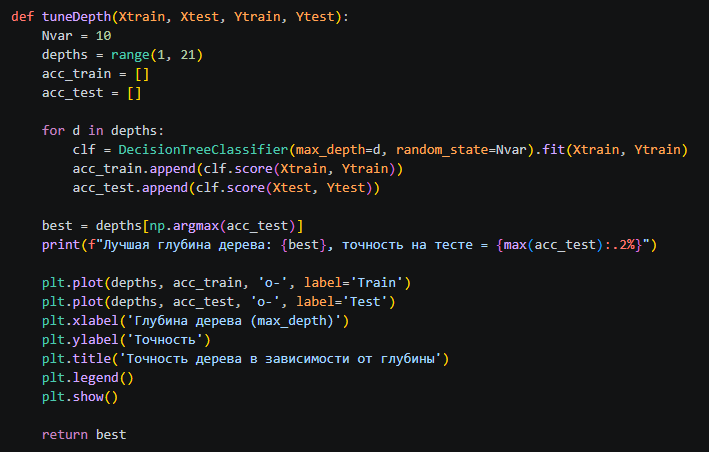 def tuneDepth(Xtrain, Xtest, Ytrain, Ytest):
    Nvar = 10
    depths = range(1, 21)
    acc_train = []
    acc_test = []

    for d in depths:
        clf = DecisionTreeClassifier(max_depth=d, random_state=Nvar).fit(Xtrain, Ytrain)
        acc_train.append(clf.score(Xtrain, Ytrain))
        acc_test.append(clf.score(Xtest, Ytest))

    best = depths[np.argmax(acc_test)]
    print(f"Лучшая глубина дерева: {best}, точность на тесте = {max(acc_test):.2%}")

    plt.plot(depths, acc_train, 'o-', label='Train')
    plt.plot(depths, acc_test, 'o-', label='Test')
    plt.xlabel('Глубина дерева (max_depth)')
    plt.ylabel('Точность')
    plt.title('Точность дерева в зависимости от глубины')
    plt.legend()
    plt.show()

    return best